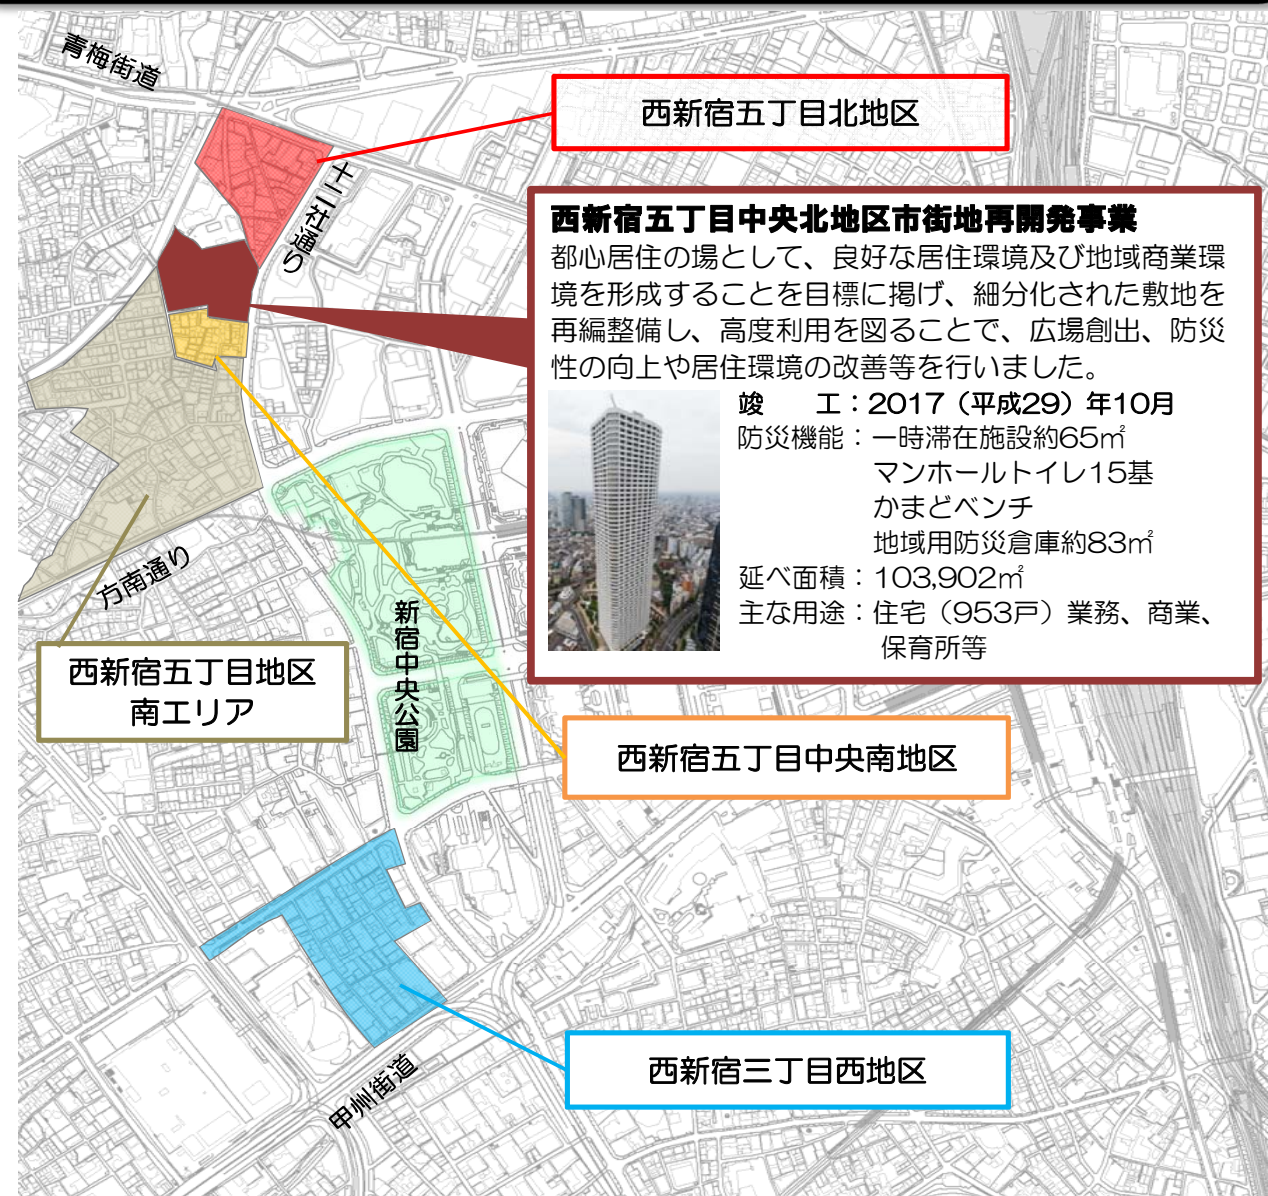 青梅街道
西新宿五丁目北地区
十二社通り
西新宿五丁目中央北地区市街地再開発事業
都心居住の場として、良好な居住環境及び地域商業環
境を形成することを目標に掲げ、細分化された敷地を
再編整備し、高度利用を図ることで、広場創出、防災
性の向上や居住環境の改善等を行いました。
竣　　工：2017（平成29）年10月
防災機能：一時滞在施設約65㎡
マンホールトイレ15基
かまどベンチ
地域用防災倉庫約83㎡
延べ面積：103,902㎡
主な用途：住宅（953戸）業務、商業、
保育所等
方南通り
新宿中央公園
西新宿五丁目地区
南エリア
西新宿五丁目中央南地区
西新宿三丁目西地区
甲州街道